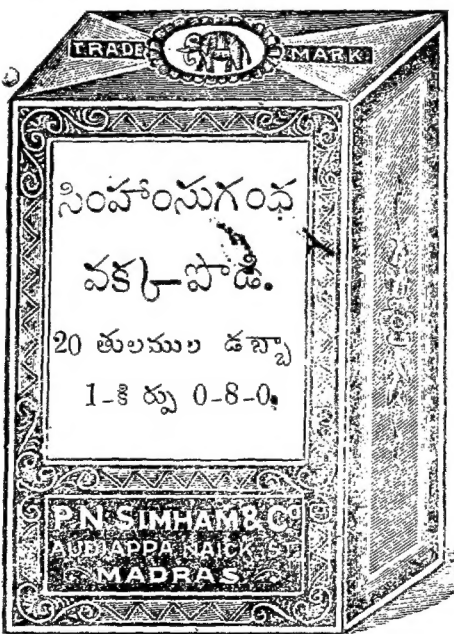 TRADE MARK
సింహాంసుగంధ
వక్క-పొడి.
20 తులముల డబ్బా
1-కి రు 0-8-0.
P.N. SIMHAM & Co
AUDIAPPA NAICK ST.
MADRAS